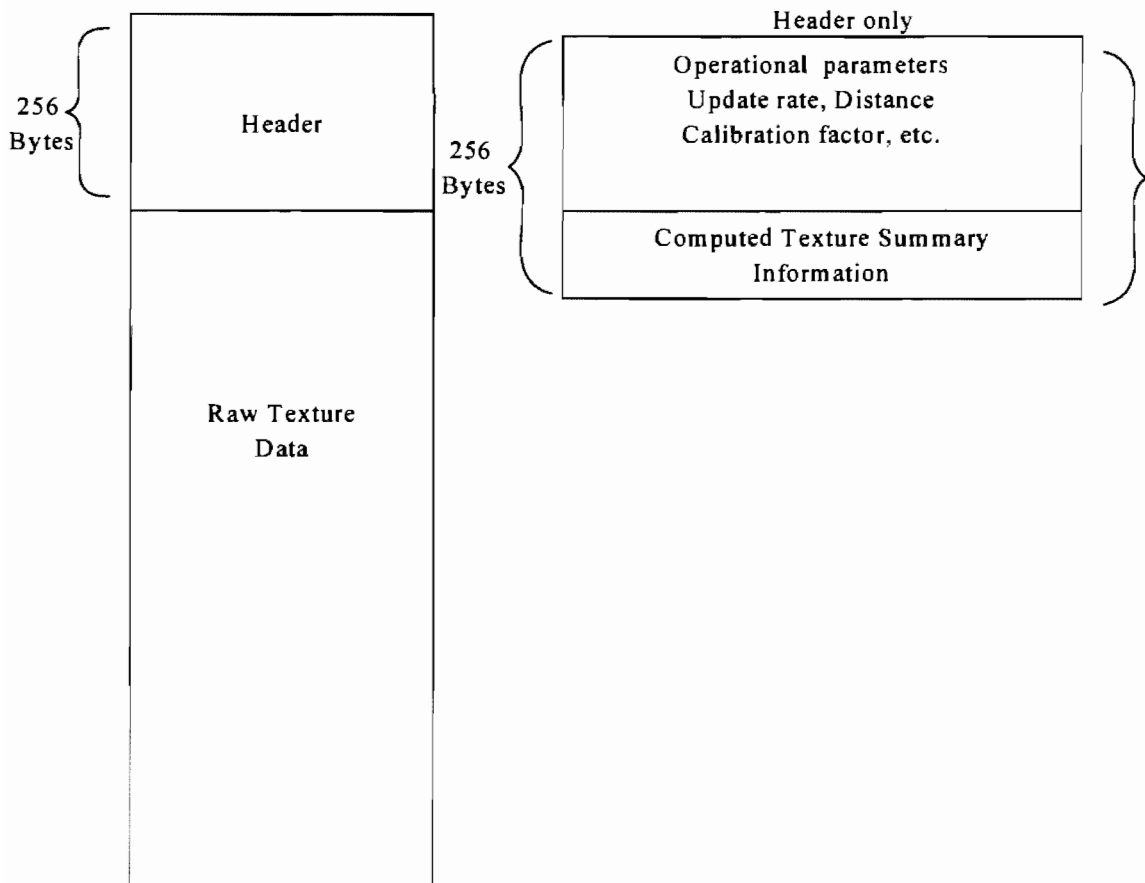 256
Bytes
Header
Raw Texture
Data
Header only
256
Bytes
Operational parameters
Update rate, Distance
Calibration factor, etc.
Computed Texture Summary
Information